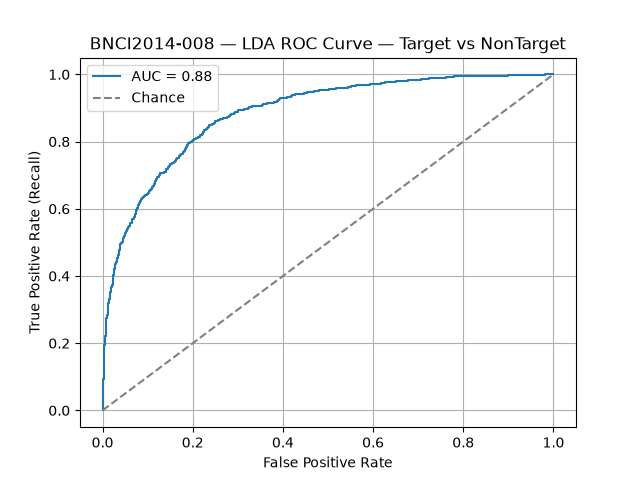 BNCI2014-008 — LDA ROC Curve — Target vs NonTarget
AUC = 0.88
Chance
True Positive Rate (Recall)
1.0
0.8
0.6
0.4
0.2
0.0
0.0 0.2 0.4 0.6 0.8 1.0
False Positive Rate